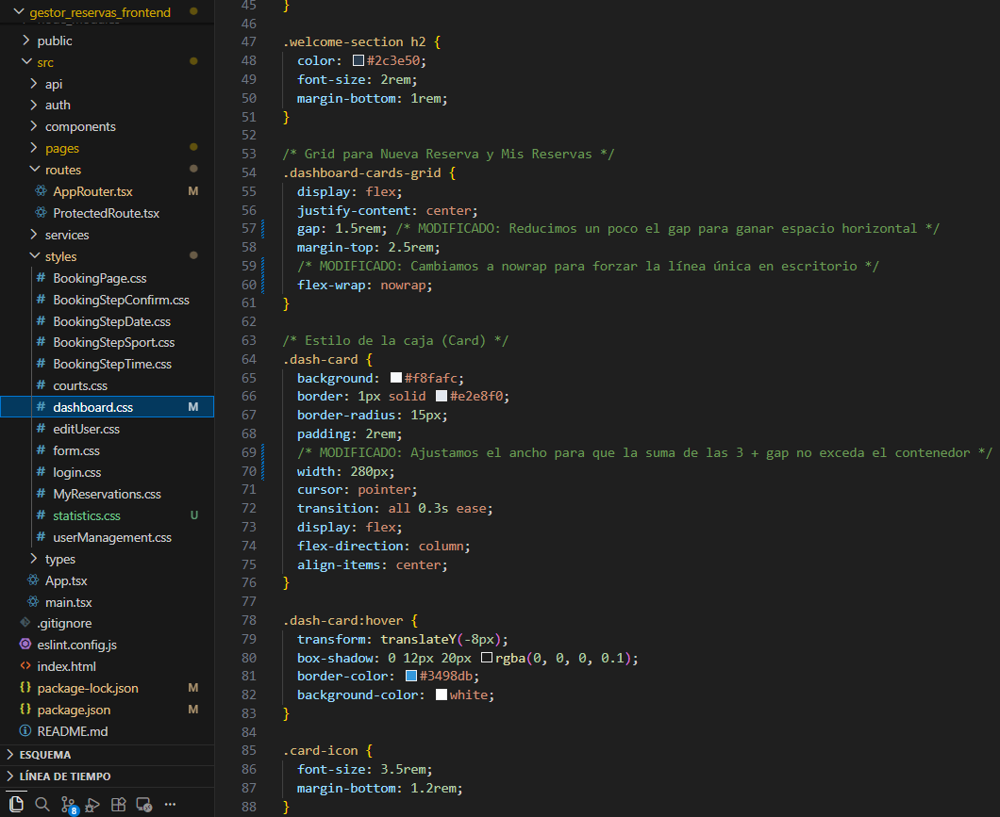 gestor_reservas_frontend
public
src
api
auth
components
pages
routes
AppRouter.tsx M
ProtectedRoute.tsx
services
styles
# BookingPage.css
# BookingStepConfirm.css
# BookingStepDate.css
# BookingStepSport.css
# BookingStepTime.css
# courts.css
# dashboard.css M
# editUser.css
# form.css
# login.css
# MyReservations.css
# statistics.css U
# userManagement.css
types
App.tsx
main.tsx
.gitignore
eslint.config.js
<> index.html
{} package-lock.json M
{} package.json M
README.md
ESQUEMA
LÍNEA DE TIEMPO
8
45 }
46
47 .welcome-section h2 {
48 color: #2c3e50;
49 font-size: 2rem;
50 margin-bottom: 1rem;
51 }
52
53 /* Grid para Nueva Reserva y Mis Reservas */
54 .dashboard-cards-grid {
55 display: flex;
56 justify-content: center;
57 gap: 1.5rem; /* MODIFICADO: Reducimos un poco el gap para ganar espacio horizontal */
58 margin-top: 2.5rem;
59 /* MODIFICADO: Cambiamos a nowrap para forzar la línea única en escritorio */
60 flex-wrap: nowrap;
61 }
62
63 /* Estilo de la caja (Card) */
64 .dash-card {
65 background: #f8fafc;
66 border: 1px solid #e2e8f0;
67 border-radius: 15px;
68 padding: 2rem;
69 /* MODIFICADO: Ajustamos el ancho para que la suma de las 3 + gap no exceda el contenedor */
70 width: 280px;
71 cursor: pointer;
72 transition: all 0.3s ease;
73 display: flex;
74 flex-direction: column;
75 align-items: center;
76 }
77
78 .dash-card:hover {
79 transform: translateY(-8px);
80 box-shadow: 0 12px 20px rgba(0, 0, 0, 0.1);
81 border-color: #3498db;
82 background-color: white;
83 }
84
85 .card-icon {
86 font-size: 3.5rem;
87 margin-bottom: 1.2rem;
88 }